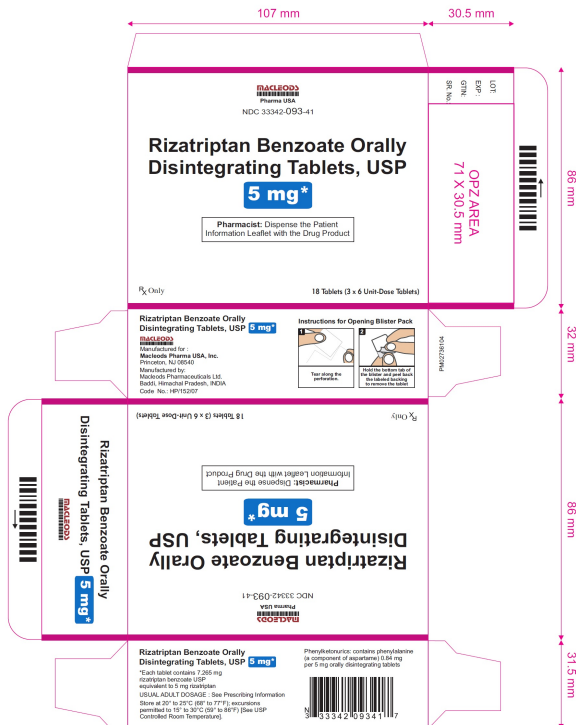 107 mm
30.5 mm
MACLEODS
Pharma USA
NDC 33342-093-41
Rizatriptan Benzoate Orally
Disintegrating Tablets, USP
5 mg*
Pharmacist: Dispense the Patient
Information Leaflet with the Drug Product
Rx Only
18 Tablets (3 x 6 Unit-Dose Tablets)
LOT:
EXP :
GTIN:
SR. No.
OPZ AREA
71 X 30.5 mm
86 mm
Rizatriptan Benzoate Orally
Disintegrating Tablets, USP 5 mg*
MACLEODS
Manufactured for :
Macleods Pharma USA, Inc.
Princeton, NJ 08540
Manufactured by:
Macleods Pharmaceuticals Ltd.
Baddi, Himachal Pradesh, INDIA
Code No.: HP/152/07
Instructions for Opening Blister Pack
1
Tear along the
perforation.
2
Hold the bottom tab of
the blister and peel back
the labeled backing
to remove the tablet
32 mm
Rizatriptan Benzoate Orally
Disintegrating Tablets, USP 5 mg*
MACLEODS
MACLEODS
Pharma USA
NDC 33342-093-41
Rizatriptan Benzoate Orally
Disintegrating Tablets, USP
5 mg*
Pharmacist: Dispense the Patient
Information Leaflet with the Drug Product
Rx Only
18 Tablets (3 x 6 Unit-Dose Tablets)
86 mm
Rizatriptan Benzoate Orally
Disintegrating Tablets, USP 5 mg*
*Each tablet contains 7.265 mg
rizatriptan benzoate USP
equivalent to 5 mg rizatriptan
USUAL ADULT DOSAGE : See Prescribing Information
Store at 20° to 25°C (68° to 77°F); excursions
permitted to 15° to 30°C (59° to 86°F) [See USP
Controlled Room Temperature].
Phenylketonurics: contains phenylalanine
(a component of aspartame) 0.84 mg
per 5 mg orally disintegrating tablets
N
3 33342 09341 7
31.5 mm